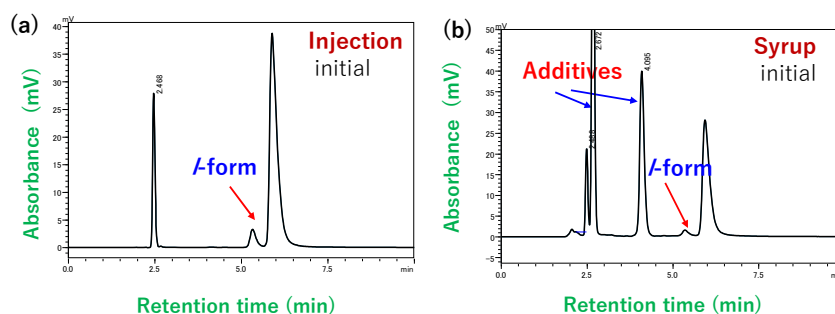 (a)
mV
40
35
30
25
20
15
10
5
0
Absorbance (mV)
2.468
Injection
initial
l-form
0.0
2.5
5.0
7.5
min
Retention time (min)
(b)
mV
50
45
40
35
30
25
20
15
10
5
0
−5
Absorbance (mV)
2.672
4.095
Syrup
initial
Additives
l-form
0.0
2.5
5.0
7.5
min
Retention time (min)